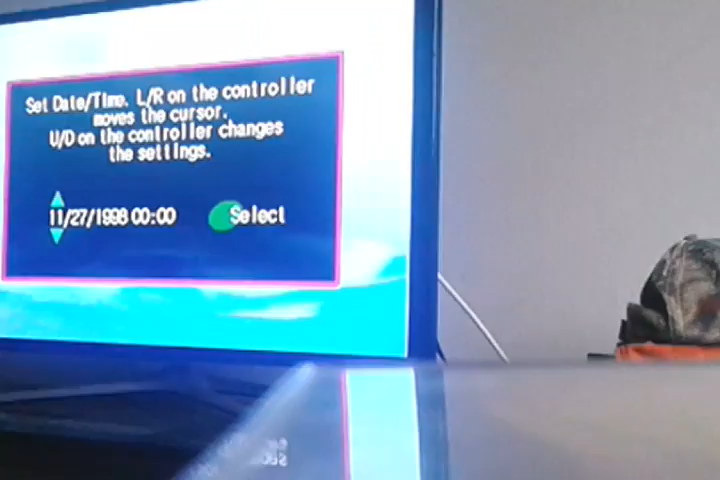 Set Date/Time. L/R on the controller
moves the cursor.
U/D on the controller changes
the settings.
11/27/1998 00:00 Select